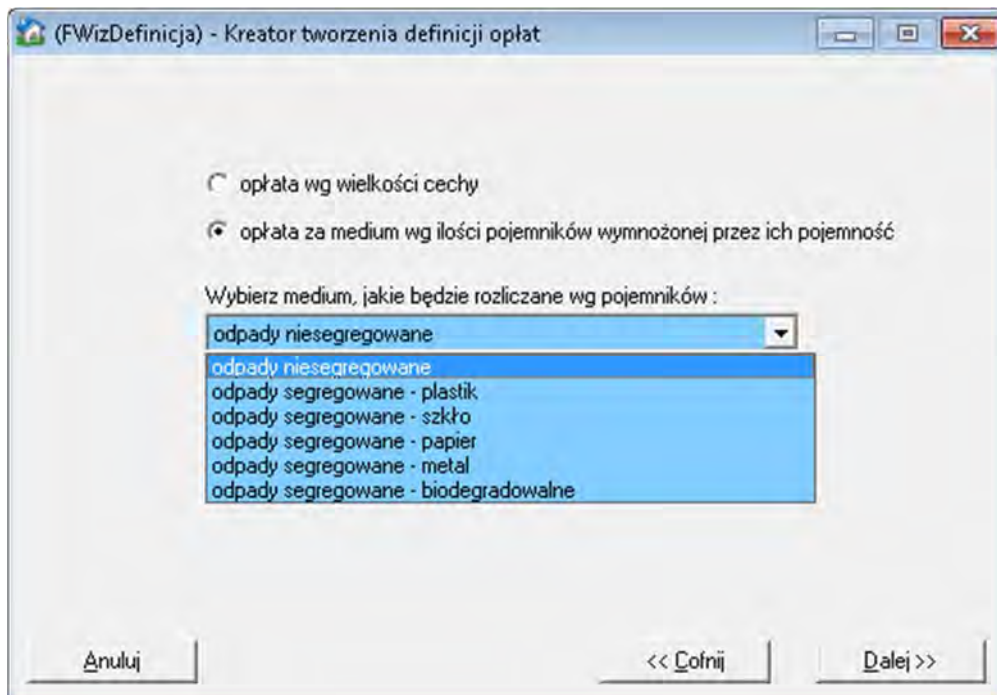 (FWizDefinicja) - Kreator tworzenia definicji opłat
opłata wg wielkości cechy
opłata za medium wg ilości pojemników wymnożonej przez ich pojemność
Wybierz medium, jakie będzie rozliczane wg pojemników :
odpady niesegregowane
odpady niesegregowane
odpady segregowane - plastik
odpady segregowane - szkło
odpady segregowane - papier
odpady segregowane - metal
odpady segregowane - biodegradowalne
Anuluj
<< Cofnij
Dalej >>